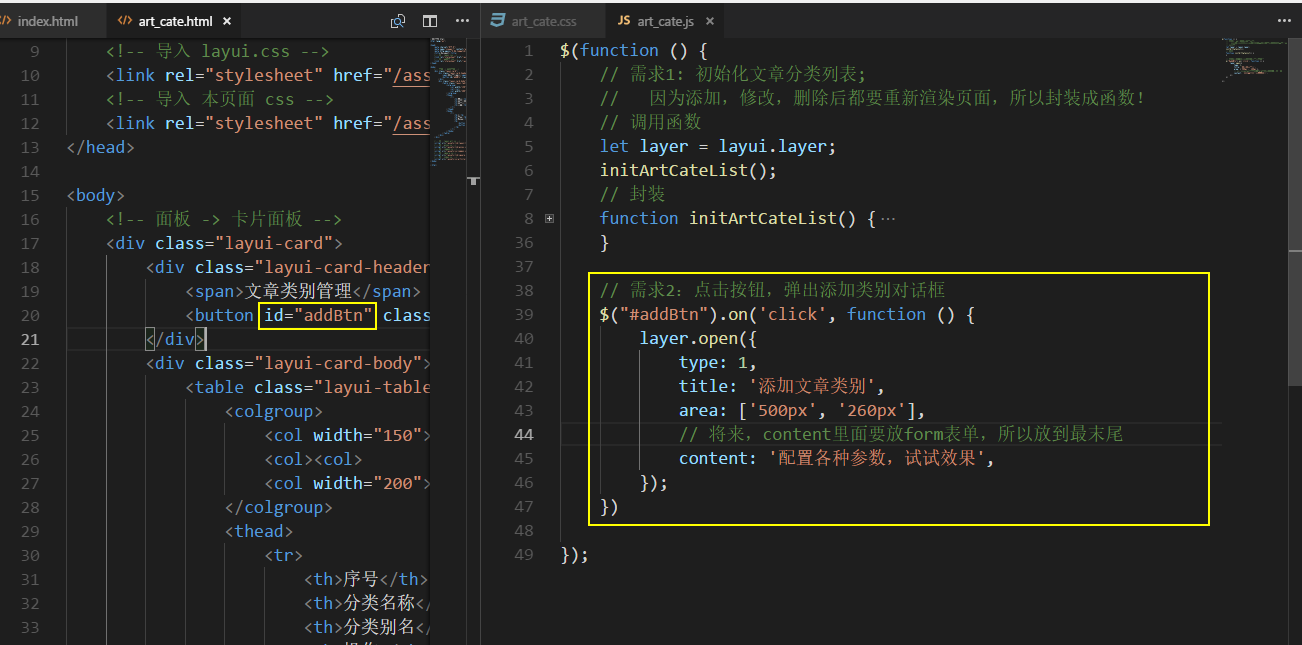 index.html
art_cate.html ×
art_cate.css
JS art_cate.js ×
9 <!-- 导入 layui.css -->
10 <link rel="stylesheet" href="/ass
11 <!-- 导入 本页面 css -->
12 <link rel="stylesheet" href="/ass
13 </head>
14
15 <body>
16 <!-- 面板 -> 卡片面板 -->
17 <div class="layui-card">
18 <div class="layui-card-header
19 <span>文章类别管理</span>
20 <button id="addBtn" class
21 </div>
22 <div class="layui-card-body">
23 <table class="layui-table
24 <colgroup>
25 <col width="150">
26 <col><col>
27 <col width="200">
28 </colgroup>
29 <thead>
30 <tr>
31 <th>序号</th>
32 <th>分类名称</
33 <th>分类别名</
1 $(function () {
2 // 需求1: 初始化文章分类列表;
3 // 因为添加，修改，删除后都要重新渲染页面，所以封装成函数!
4 // 调用函数
5 let layer = layui.layer;
6 initArtCateList();
7 // 封装
8 function initArtCateList() {…
36 }
37
38 // 需求2: 点击按钮，弹出添加类别对话框
39 $("#addBtn").on('click', function () {
40 layer.open({
41 type: 1,
42 title: '添加文章类别',
43 area: ['500px', '260px'],
44 // 将来，content里面要放form表单，所以放到最末尾
45 content: '配置各种参数，试试效果',
46 });
47 })
48
49 });